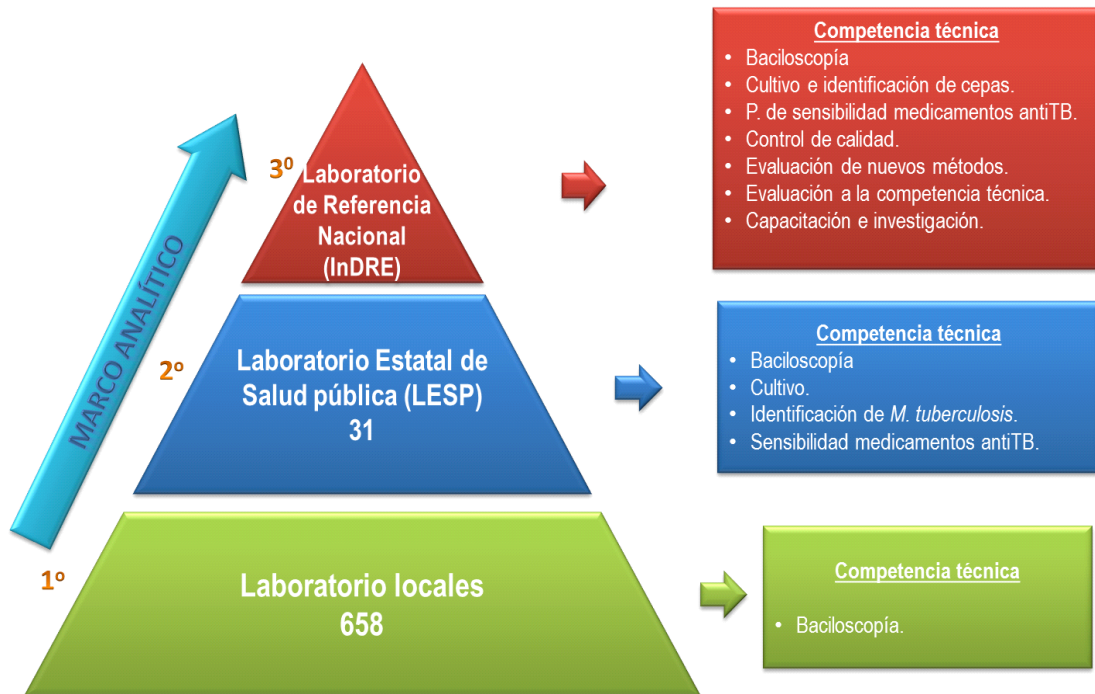 Competencia técnica
• Baciloscopía
• Cultivo e identificación de cepas.
• P. de sensibilidad medicamentos antiTB.
• Control de calidad.
• Evaluación de nuevos métodos.
• Evaluación a la competencia técnica.
• Capacitación e investigación.
3º
Laboratorio
de Referencia
Nacional
(InDRE)
MARCO ANALÍTICO
2º
Laboratorio Estatal de
Salud pública (LESP)
31
Competencia técnica
• Baciloscopía
• Cultivo.
• Identificación de M. tuberculosis.
• Sensibilidad medicamentos antiTB.
1º
Laboratorio locales
658
Competencia técnica
• Baciloscopía.